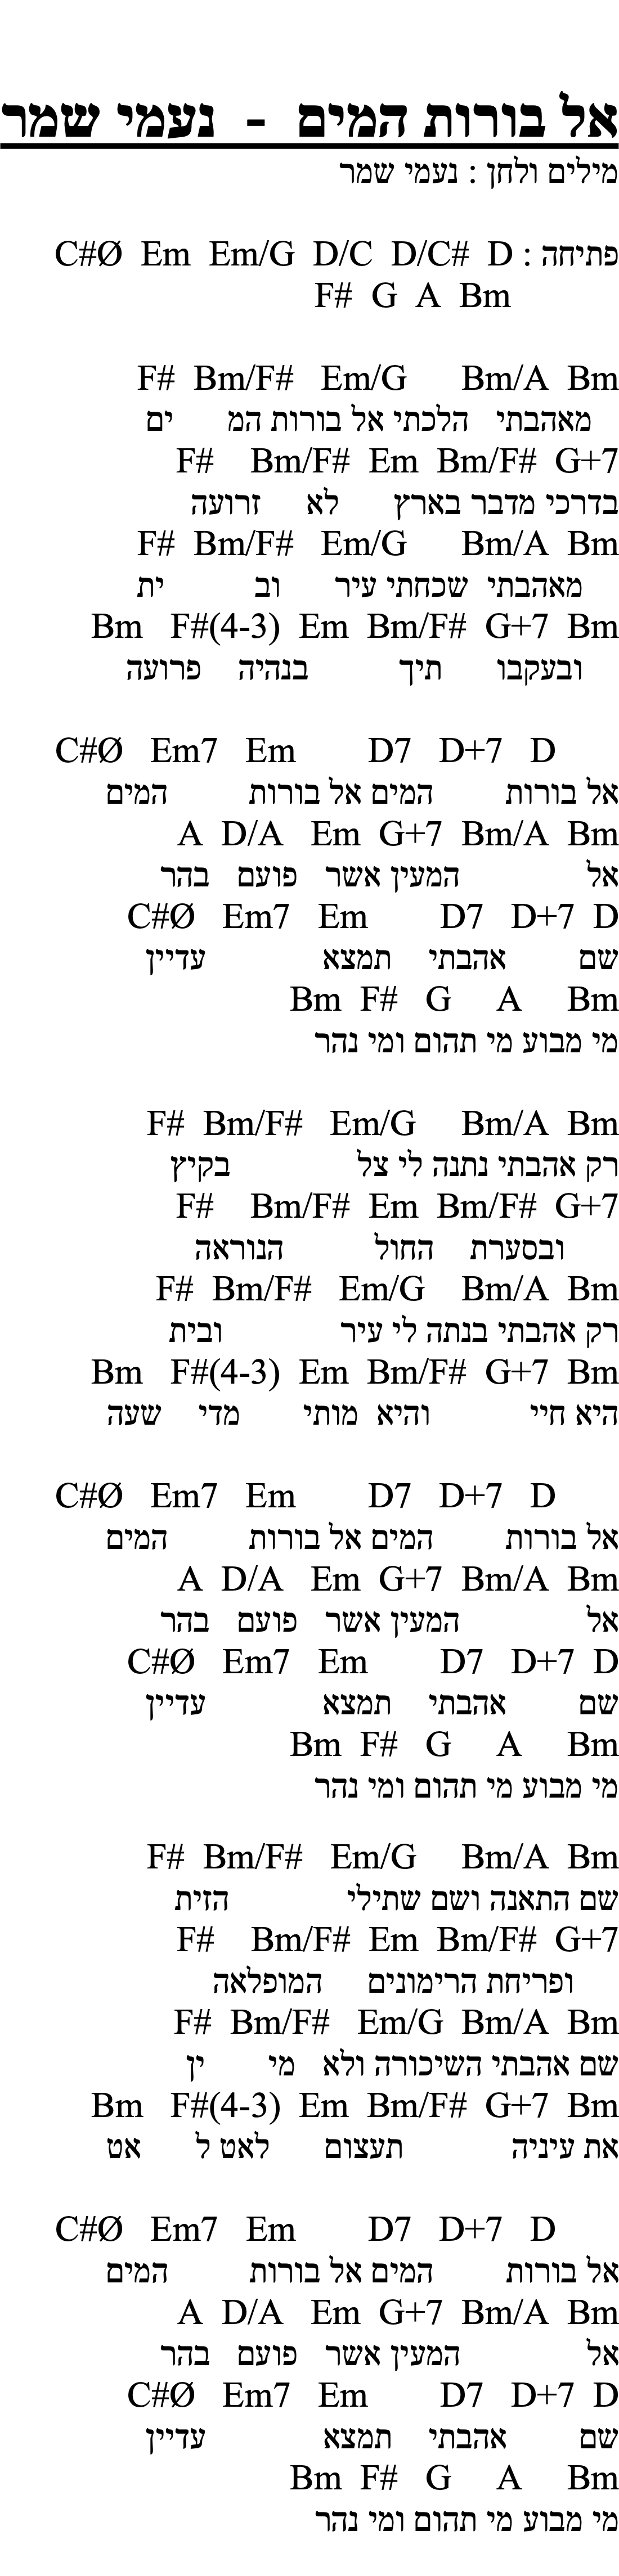 אל בורות המים - נעמי שמר
מילים ולחן : נעמי שמר
פתיחה : C#Ø Em Em/G D/C D/C# D
F# G A Bm
F# Bm/F# Em/G Bm/A Bm
מאהבתי הלכתי אל בורות המ ים
F# Bm/F# Em Bm/F# G+7
בדרכי מדבר בארץ לא זרועה
F# Bm/F# Em/G Bm/A Bm
מאהבתי שכחתי עיר וב ית
Bm F#(4-3) Em Bm/F# G+7 Bm
ובעקבו תיך בנהיה פרועה
C#Ø Em7 Em D7 D+7 D
אל בורות המים אל בורות המים
A D/A Em G+7 Bm/A Bm
אל המעין אשר פועם בהר
C#Ø Em7 Em D7 D+7 D
שם אהבתי תמצא עדיין
Bm F# G A Bm
מי מבוע מי תהום ומי נהר
F# Bm/F# Em/G Bm/A Bm
רק אהבתי נתנה לי צל בקיץ
F# Bm/F# Em Bm/F# G+7
ובסערת החול הנוראה
F# Bm/F# Em/G Bm/A Bm
רק אהבתי בנתה לי עיר ובית
Bm F#(4-3) Em Bm/F# G+7 Bm
היא חיי והיא מותי מדי שעה
C#Ø Em7 Em D7 D+7 D
אל בורות המים אל בורות המים
A D/A Em G+7 Bm/A Bm
אל המעין אשר פועם בהר
C#Ø Em7 Em D7 D+7 D
שם אהבתי תמצא עדיין
Bm F# G A Bm
מי מבוע מי תהום ומי נהר
F# Bm/F# Em/G Bm/A Bm
שם התאנה ושם שתילי הזית
F# Bm/F# Em Bm/F# G+7
ופריחת הרימונים המופלאה
F# Bm/F# Em/G Bm/A Bm
שם אהבתי השיכורה ולא מי ין
Bm F#(4-3) Em Bm/F# G+7 Bm
את עיניה תעצום לאט ל אט
C#Ø Em7 Em D7 D+7 D
אל בורות המים אל בורות המים
A D/A Em G+7 Bm/A Bm
אל המעין אשר פועם בהר
C#Ø Em7 Em D7 D+7 D
שם אהבתי תמצא עדיין
Bm F# G A Bm
מי מבוע מי תהום ומי נהר